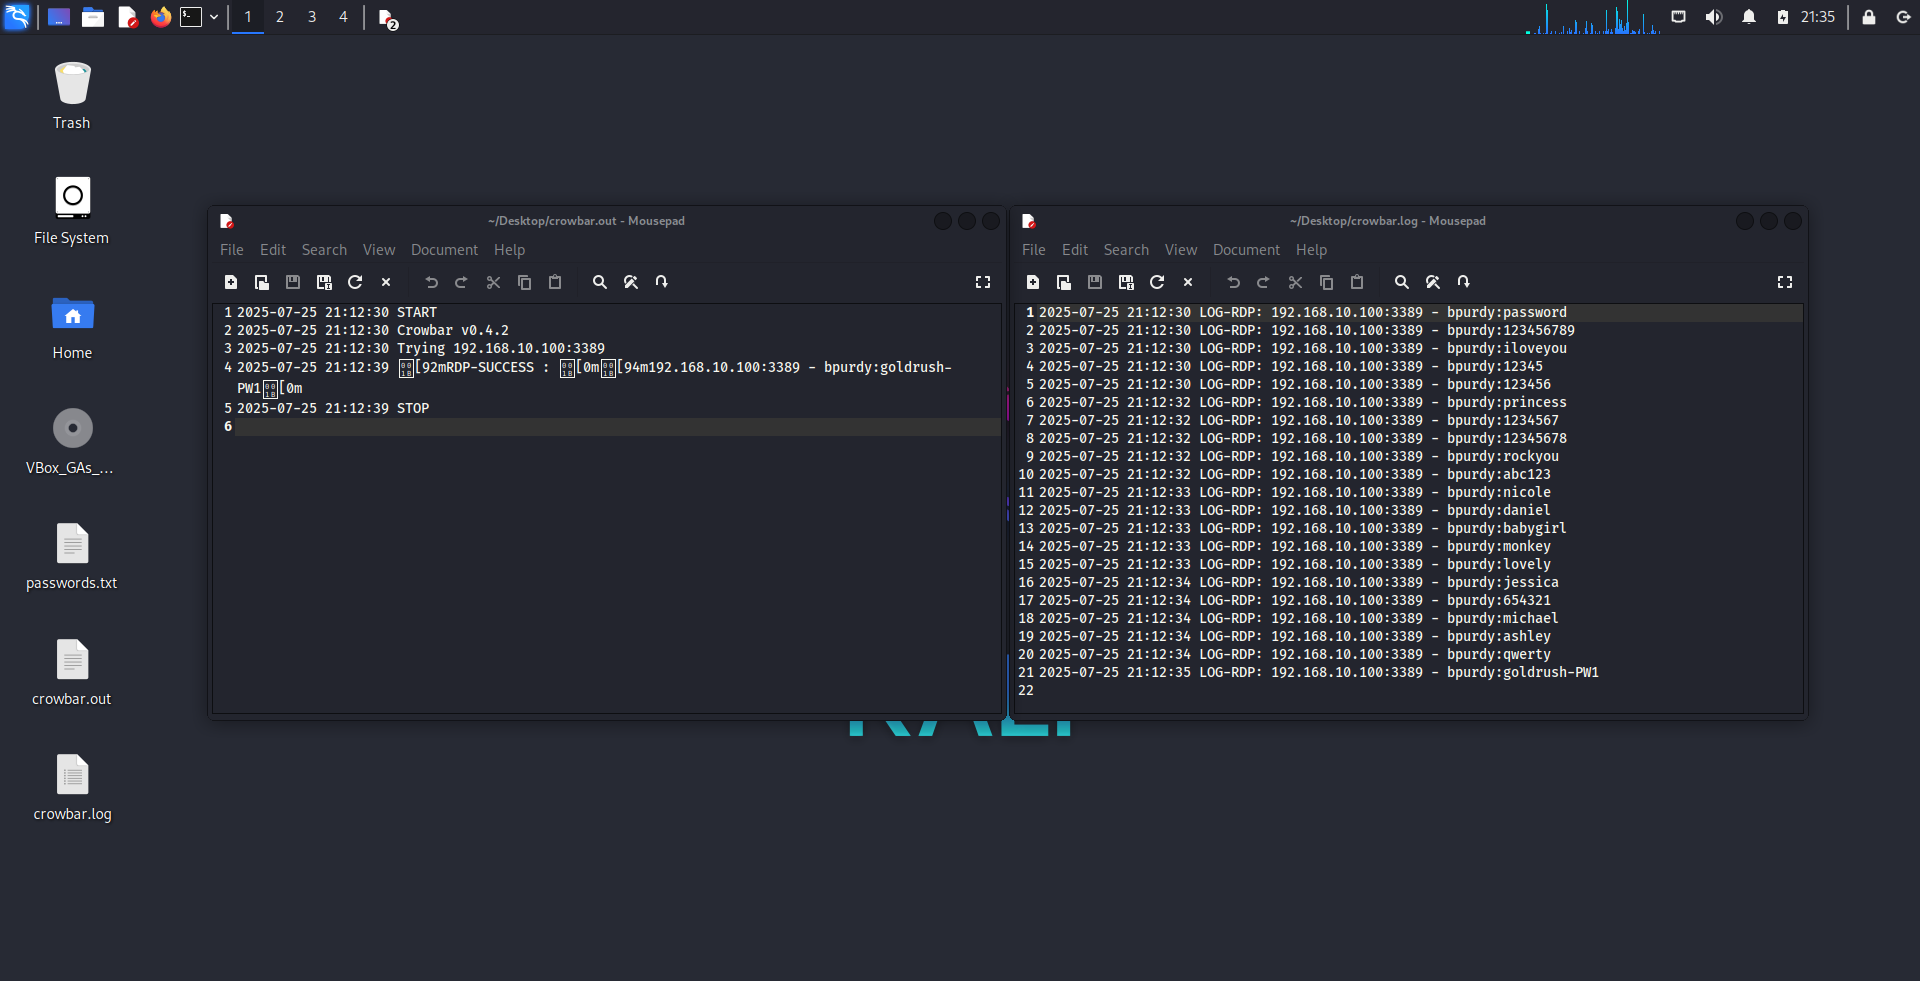 1 2 3 4 2 21:35
Trash
File System
Home
VBox_GAs_...
passwords.txt
crowbar.out
crowbar.log
~/Desktop/crowbar.out - Mousepad
File Edit Search View Document Help
1 2025-07-25 21:12:30 START
2 2025-07-25 21:12:30 Crowbar v0.4.2
3 2025-07-25 21:12:30 Trying 192.168.10.100:3389
4 2025-07-25 21:12:39 [92mRDP-SUCCESS : [0m[94m192.168.10.100:3389 - bpurdy:goldrush-
PW1[0m
5 2025-07-25 21:12:39 STOP
6
~/Desktop/crowbar.log - Mousepad
File Edit Search View Document Help
1 2025-07-25 21:12:30 LOG-RDP: 192.168.10.100:3389 - bpurdy:password
2 2025-07-25 21:12:30 LOG-RDP: 192.168.10.100:3389 - bpurdy:123456789
3 2025-07-25 21:12:30 LOG-RDP: 192.168.10.100:3389 - bpurdy:iloveyou
4 2025-07-25 21:12:30 LOG-RDP: 192.168.10.100:3389 - bpurdy:12345
5 2025-07-25 21:12:30 LOG-RDP: 192.168.10.100:3389 - bpurdy:123456
6 2025-07-25 21:12:32 LOG-RDP: 192.168.10.100:3389 - bpurdy:princess
7 2025-07-25 21:12:32 LOG-RDP: 192.168.10.100:3389 - bpurdy:1234567
8 2025-07-25 21:12:32 LOG-RDP: 192.168.10.100:3389 - bpurdy:12345678
9 2025-07-25 21:12:32 LOG-RDP: 192.168.10.100:3389 - bpurdy:rockyou
10 2025-07-25 21:12:32 LOG-RDP: 192.168.10.100:3389 - bpurdy:abc123
11 2025-07-25 21:12:33 LOG-RDP: 192.168.10.100:3389 - bpurdy:nicole
12 2025-07-25 21:12:33 LOG-RDP: 192.168.10.100:3389 - bpurdy:daniel
13 2025-07-25 21:12:33 LOG-RDP: 192.168.10.100:3389 - bpurdy:babygirl
14 2025-07-25 21:12:33 LOG-RDP: 192.168.10.100:3389 - bpurdy:monkey
15 2025-07-25 21:12:33 LOG-RDP: 192.168.10.100:3389 - bpurdy:lovely
16 2025-07-25 21:12:34 LOG-RDP: 192.168.10.100:3389 - bpurdy:jessica
17 2025-07-25 21:12:34 LOG-RDP: 192.168.10.100:3389 - bpurdy:654321
18 2025-07-25 21:12:34 LOG-RDP: 192.168.10.100:3389 - bpurdy:michael
19 2025-07-25 21:12:34 LOG-RDP: 192.168.10.100:3389 - bpurdy:ashley
20 2025-07-25 21:12:34 LOG-RDP: 192.168.10.100:3389 - bpurdy:qwerty
21 2025-07-25 21:12:35 LOG-RDP: 192.168.10.100:3389 - bpurdy:goldrush-PW1
22